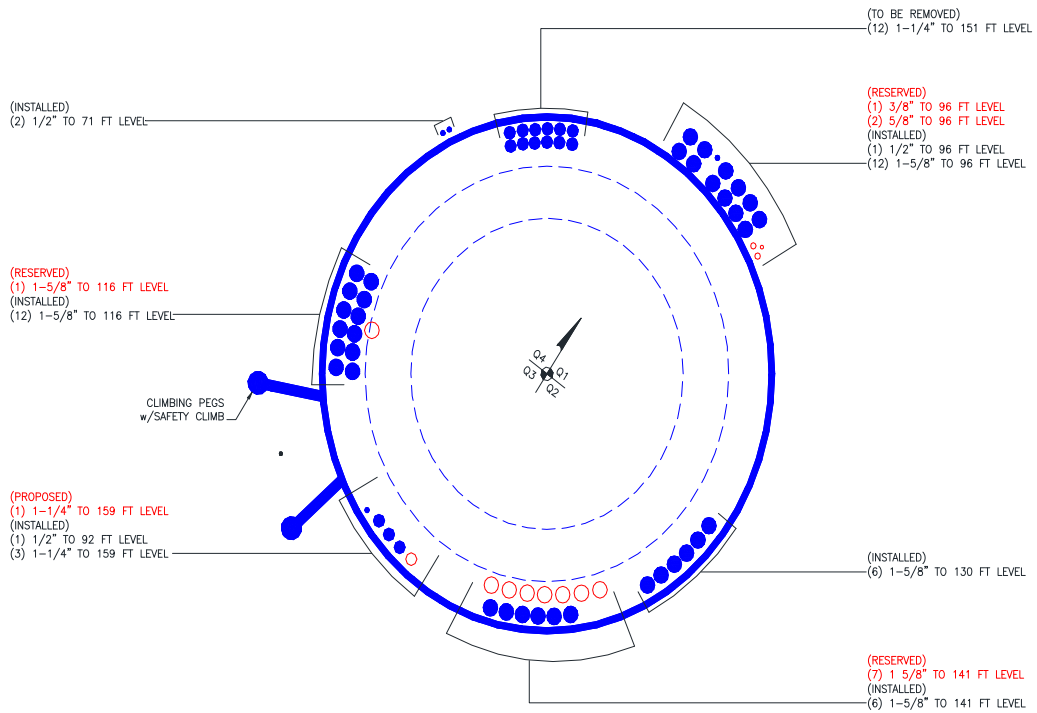 (TO BE REMOVED)
(12) 1-1/4" TO 151 FT LEVEL
(INSTALLED)
(2) 1/2" TO 71 FT LEVEL
(RESERVED)
(1) 3/8" TO 96 FT LEVEL
(2) 5/8" TO 96 FT LEVEL
(INSTALLED)
(1) 1/2" TO 96 FT LEVEL
(12) 1-5/8" TO 96 FT LEVEL
(RESERVED)
(1) 1-5/8" TO 116 FT LEVEL
(INSTALLED)
(12) 1-5/8" TO 116 FT LEVEL
Q4
Q1
Q3
Q2
CLIMBING PEGS
w/SAFETY CLIMB
(PROPOSED)
(1) 1-1/4" TO 159 FT LEVEL
(INSTALLED)
(1) 1/2" TO 92 FT LEVEL
(3) 1-1/4" TO 159 FT LEVEL
(INSTALLED)
(6) 1-5/8" TO 130 FT LEVEL
(RESERVED)
(7) 1 5/8" TO 141 FT LEVEL
(INSTALLED)
(6) 1-5/8" TO 141 FT LEVEL